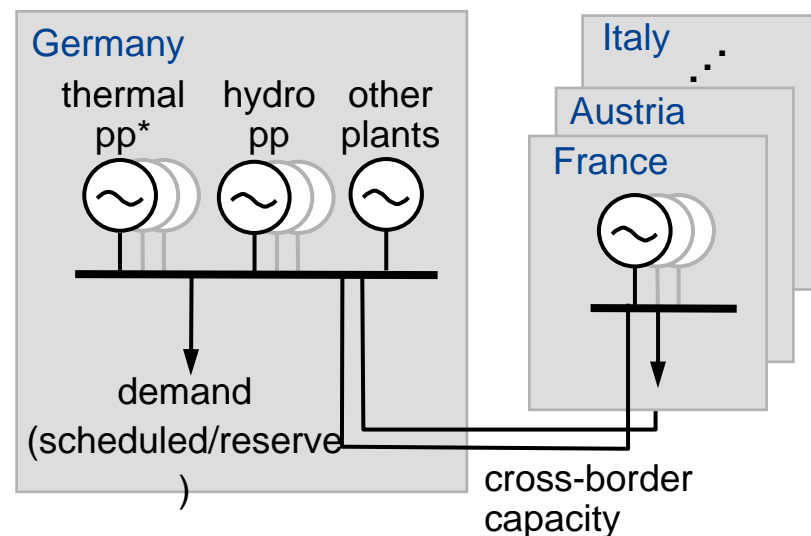 Germany
thermal
pp*
hydro
pp
other
plants
demand
(scheduled/reserve
)
Italy
⋰
Austria
France
cross-border
capacity